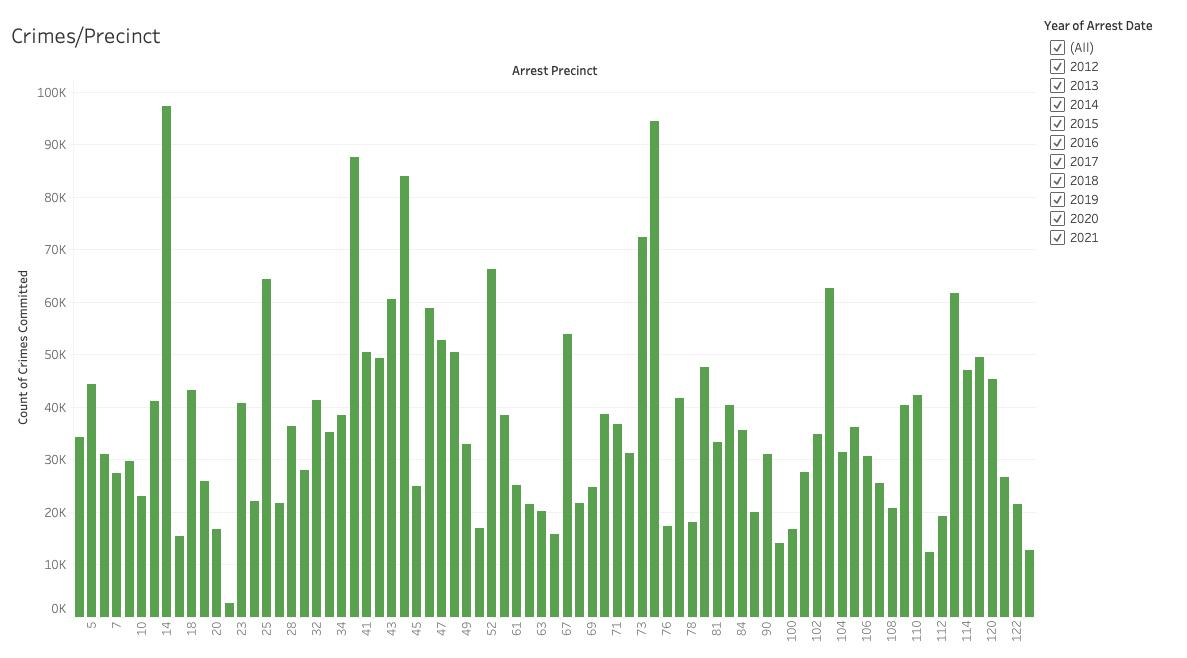 Crimes/Precinct
Arrest Precinct
Count of Crimes Committed
100K
90K
80K
70K
60K
50K
40K
30K
20K
10K
0K
5 7 10 14 18 20 23 25 28 32 34 41 43 45 47 49 52 61 63 67 69 71 73 76 78 81 84 90 100 102 104 106 108 110 112 114 120 122
Year of Arrest Date
(All)
2012
2013
2014
2015
2016
2017
2018
2019
2020
2021